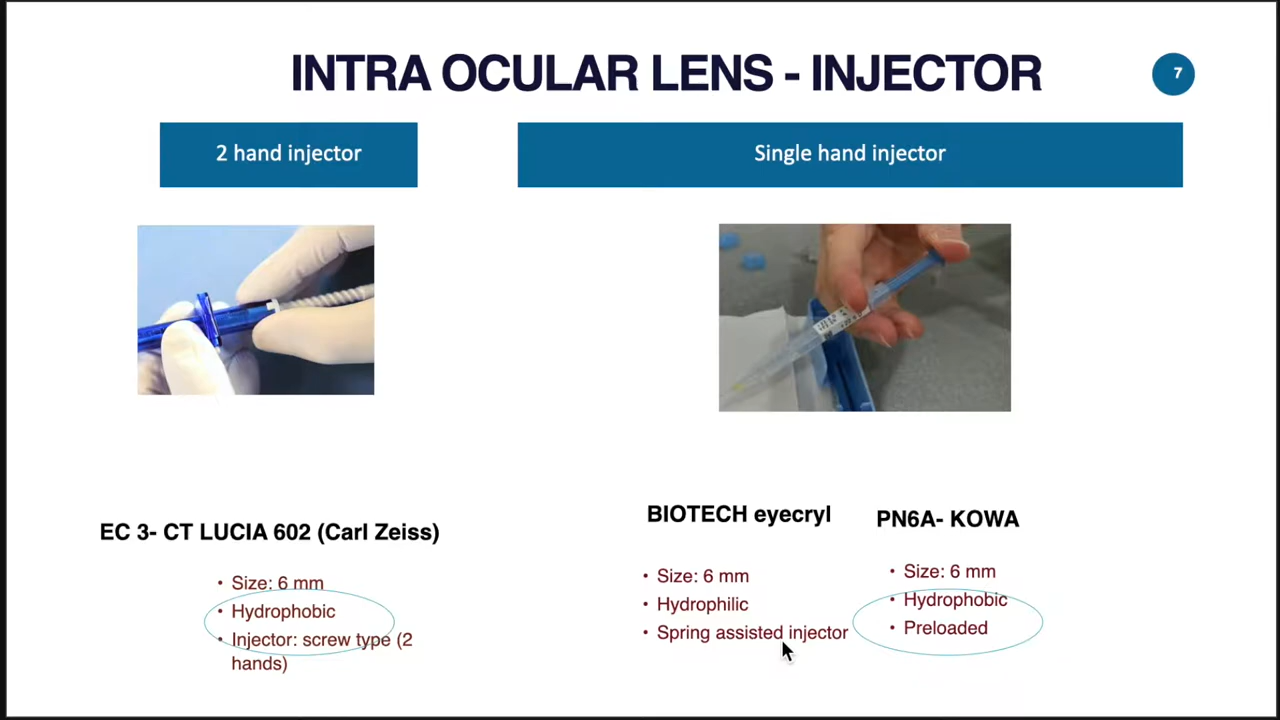 INTRA OCULAR LENS - INJECTOR
7
2 hand injector
Single hand injector
EC 3- CT LUCIA 602 (Carl Zeiss)
• Size: 6 mm
• Hydrophobic
• Injector: screw type (2
hands)
BIOTECH eyecryl
• Size: 6 mm
• Hydrophilic
• Spring assisted injector
PN6A- KOWA
• Size: 6 mm
• Hydrophobic
• Preloaded